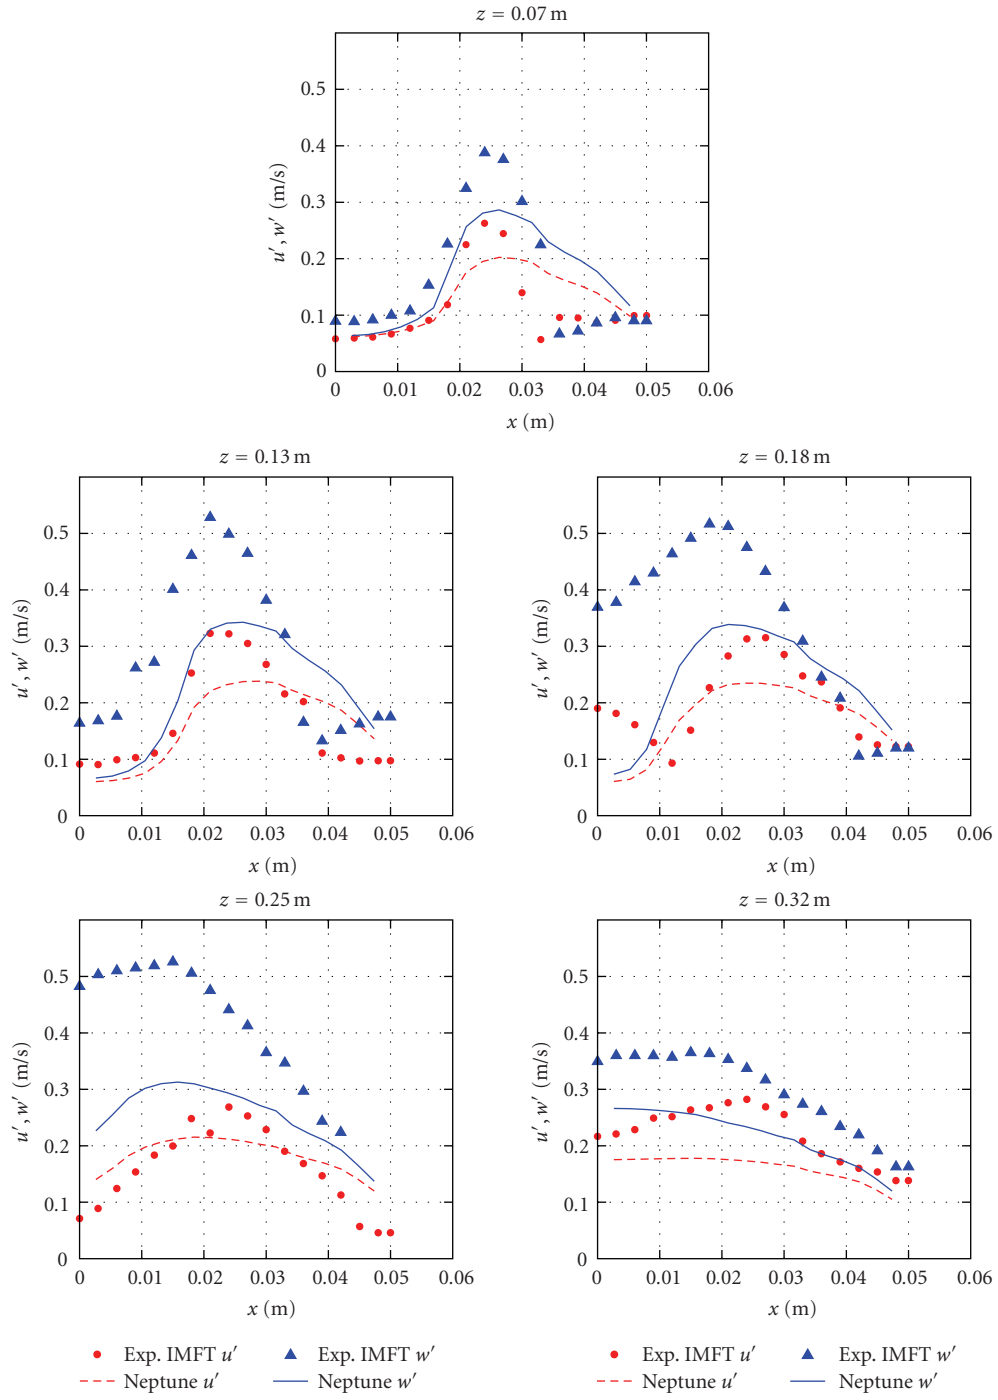 z = 0.07 m
0.5
0.4
0.3
0.2
0.1
0
u′, w′ (m/s)
0 0.01 0.02 0.03 0.04 0.05 0.06
x (m)
z = 0.13 m
0.5
0.4
0.3
0.2
0.1
0
u′, w′ (m/s)
0 0.01 0.02 0.03 0.04 0.05 0.06
x (m)
z = 0.18 m
0.5
0.4
0.3
0.2
0.1
0
u′, w′ (m/s)
0 0.01 0.02 0.03 0.04 0.05 0.06
x (m)
z = 0.25 m
0.5
0.4
0.3
0.2
0.1
0
u′, w′ (m/s)
0 0.01 0.02 0.03 0.04 0.05 0.06
x (m)
z = 0.32 m
0.5
0.4
0.3
0.2
0.1
0
u′, w′ (m/s)
0 0.01 0.02 0.03 0.04 0.05 0.06
x (m)
Exp. IMFT u′ Exp. IMFT w′
Neptune u′ Neptune w′
Exp. IMFT u′ Exp. IMFT w′
Neptune u′ Neptune w′